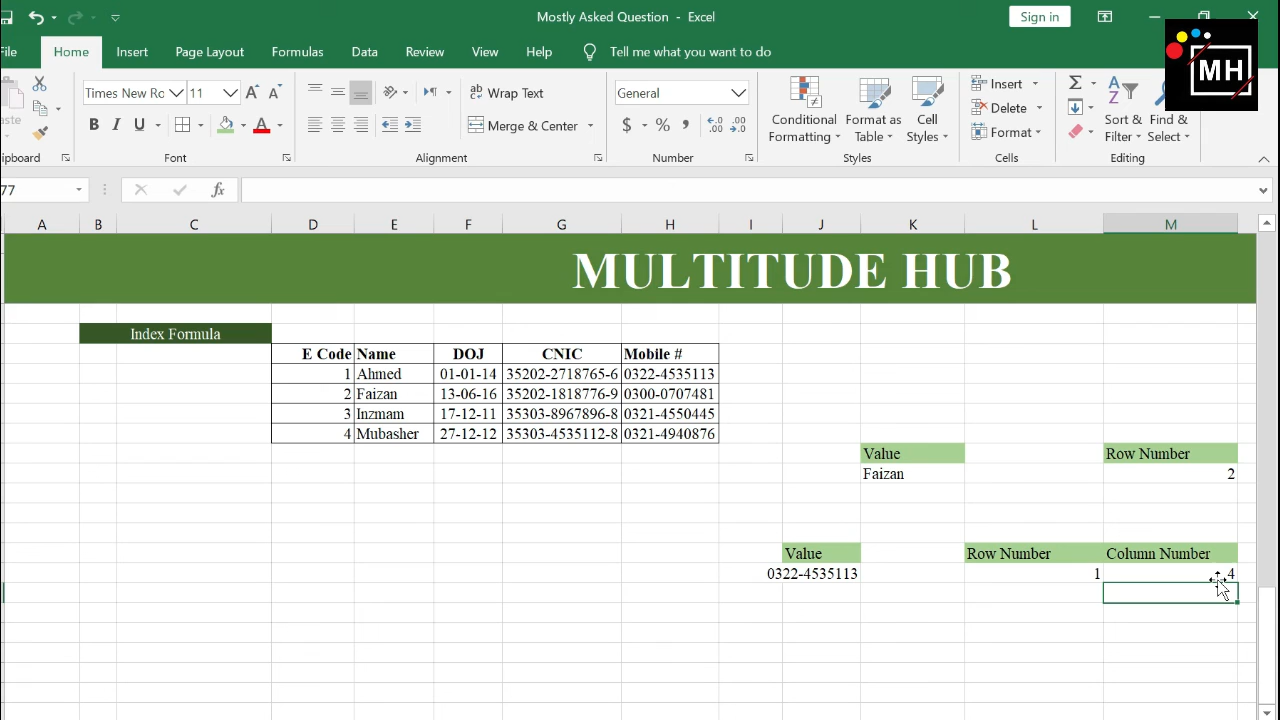 Mostly Asked Question - Excel
Sign in
MH
File Home Insert Page Layout Formulas Data Review View Help Tell me what you want to do
Times New Ro 11 A A Wrap Text General Conditional Formatting Format as Table Cell Styles Insert Sort & Filter Find & Select
B I U Merge & Center $ % Delete
Format
Font Alignment Number Styles Cells Editing
77 fx
A B C D E F G H I J K L M
MULTITUDE HUB
Index Formula
E Code Name DOJ CNIC Mobile #
1 Ahmed 01-01-14 35202-2718765-6 0322-4535113
2 Faizan 13-06-16 35202-1818776-9 0300-0707481
3 Inzmam 17-12-11 35303-8967896-8 0321-4550445
4 Mubasher 27-12-12 35303-4535112-8 0321-4940876
Value Row Number
Faizan 2
Value Row Number Column Number
0322-4535113 1 4